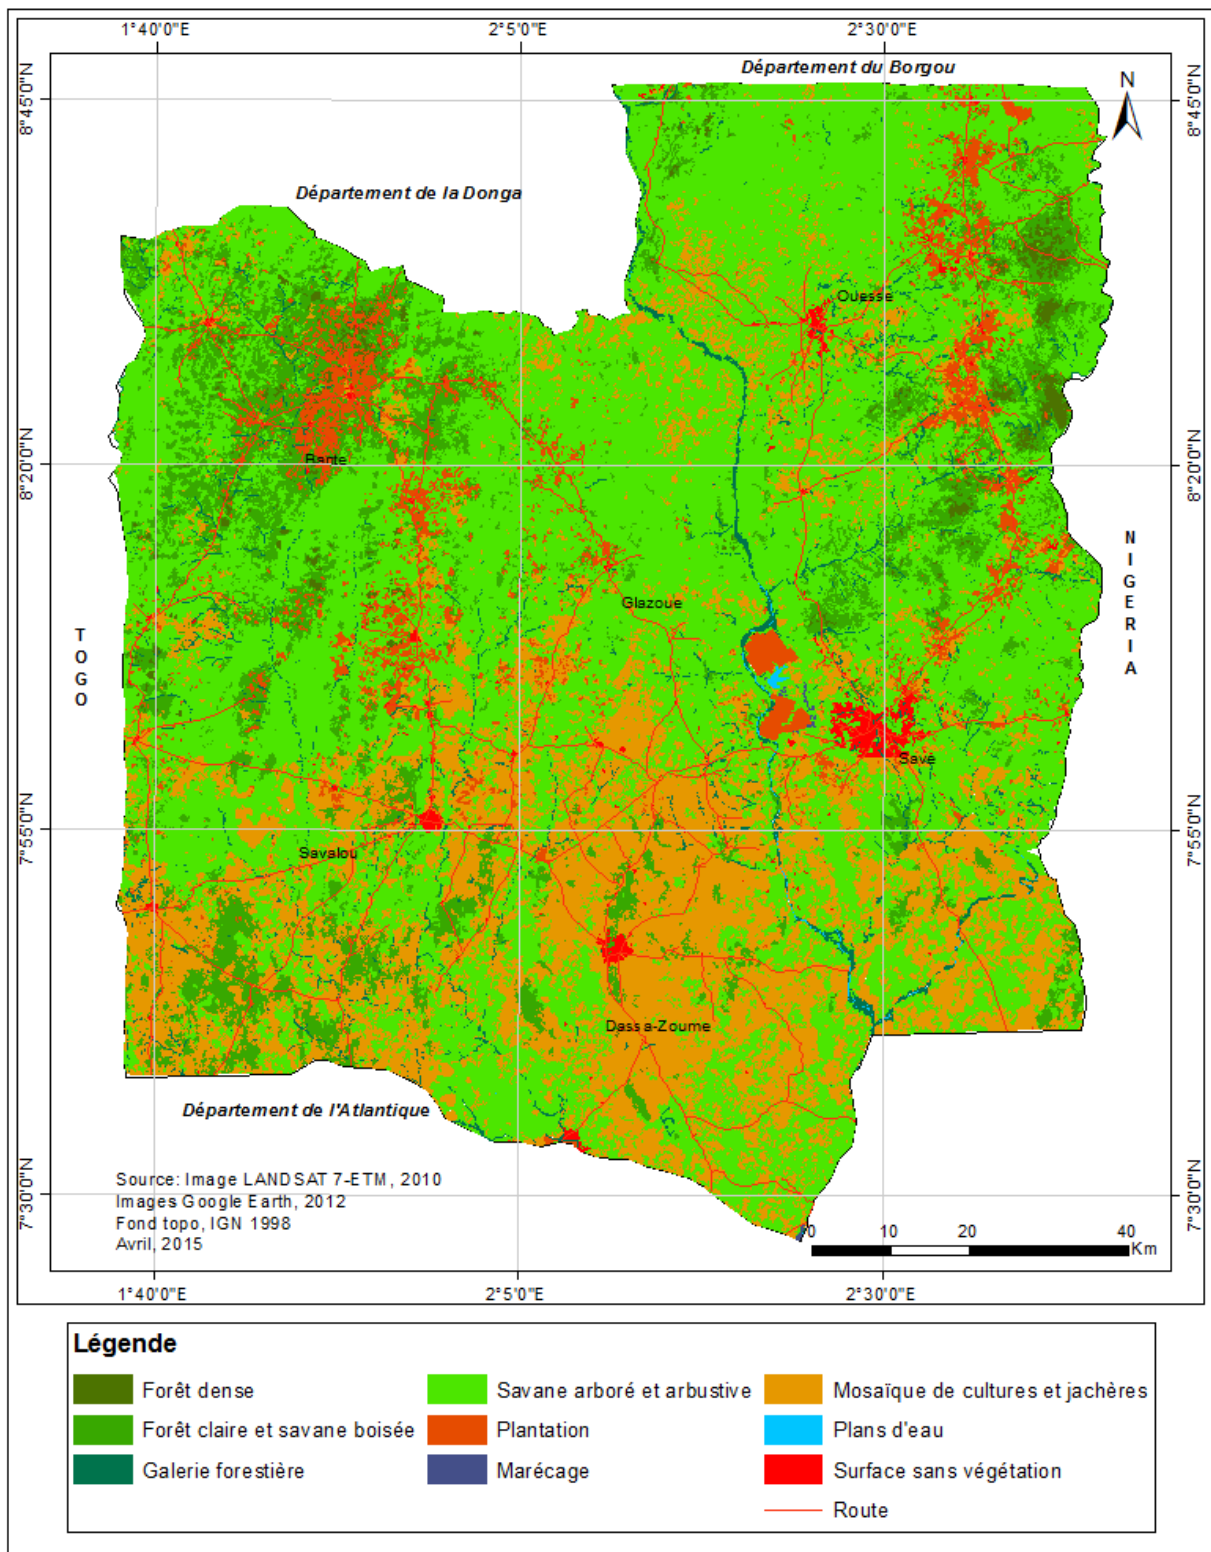 1°40'0"E 2°5'0"E 2°30'0"E
Département du Borgou
N
8°45'0"N 8°45'0"N
Département de la Donga
Ouesse
Bante
8°20'0"N 8°20'0"N
NIGERIA
Glazoue
TOGO
Save
7°55'0"N 7°55'0"N
Savalou
Dassa-Zoume
Département de l'Atlantique
Source: Image LANDSAT 7-ETM, 2010
Images Google Earth, 2012
Fond topo, IGN 1998
Avril, 2015
7°30'0"N 7°30'0"N
0 10 20 40
Km
1°40'0"E 2°5'0"E 2°30'0"E
Légende
Forêt dense
Forêt claire et savane boisée
Galerie forestière
Savane arboré et arbustive
Plantation
Marécage
Mosaïque de cultures et jachères
Plans d'eau
Surface sans végétation
Route